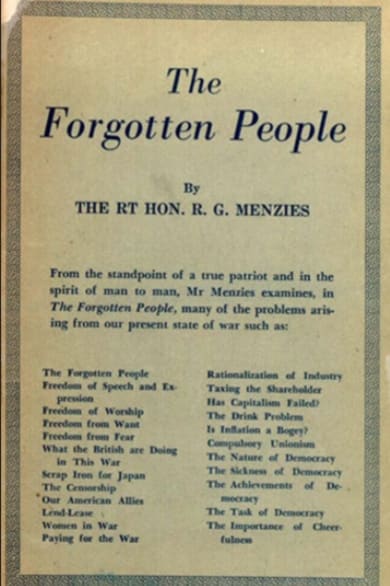 The
Forgotten People
By
THE RT HON. R. G. MENZIES
From the standpoint of a true patriot and in the
spirit of man to man, Mr Menzies examines, in
The Forgotten People, many of the problems aris-
ing from our present state of war such as:
The Forgotten People
Freedom of Speech and Ex-
pression
Freedom of Worship
Freedom from Want
Freedom from Fear
What the British are Doing
in This War
Scrap Iron for Japan
The Censorship
Our American Allies
Lend-Lease
Women in War
Paying for the War
Rationalization of Industry
Taxing the Shareholder
Has Capitalism Failed?
The Drink Problem
Is Inflation a Bogey?
Compulsory Unionism
The Nature of Democracy
The Sickness of Democracy
The Achievements of De-
mocracy
The Task of Democracy
The Importance of Cheer-
fulness